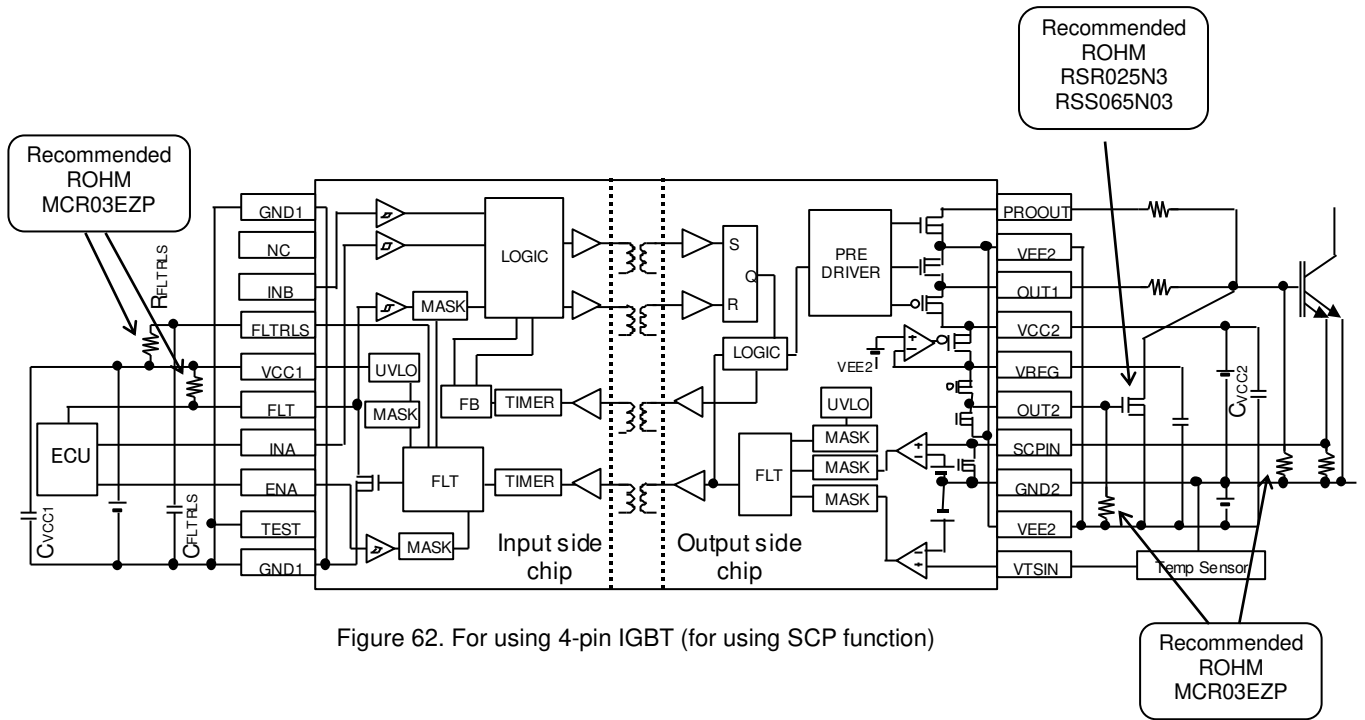 Recommended
ROHM
RSR025N3
RSS065N03
Recommended
ROHM
MCR03EZP
GND1
NC
INB
FLTRLS
VCC1
FLT
INA
ENA
TEST
GND1
RFLTRLS
ECU
CVCC1
CFLTRLS
LOGIC
MASK
UVLO
MASK
FB
TIMER
FLT
TIMER
MASK
Input side
chip
Output side
chip
S
Q
R
PRE
DRIVER
LOGIC
VEE2
UVLO
MASK
MASK
MASK
FLT
PROOUT
VEE2
OUT1
VCC2
VREG
OUT2
SCPIN
GND2
VEE2
VTSIN
CVCC2
Temp Sensor
Recommended
ROHM
MCR03EZP
Figure 62. For using 4-pin IGBT (for using SCP function)